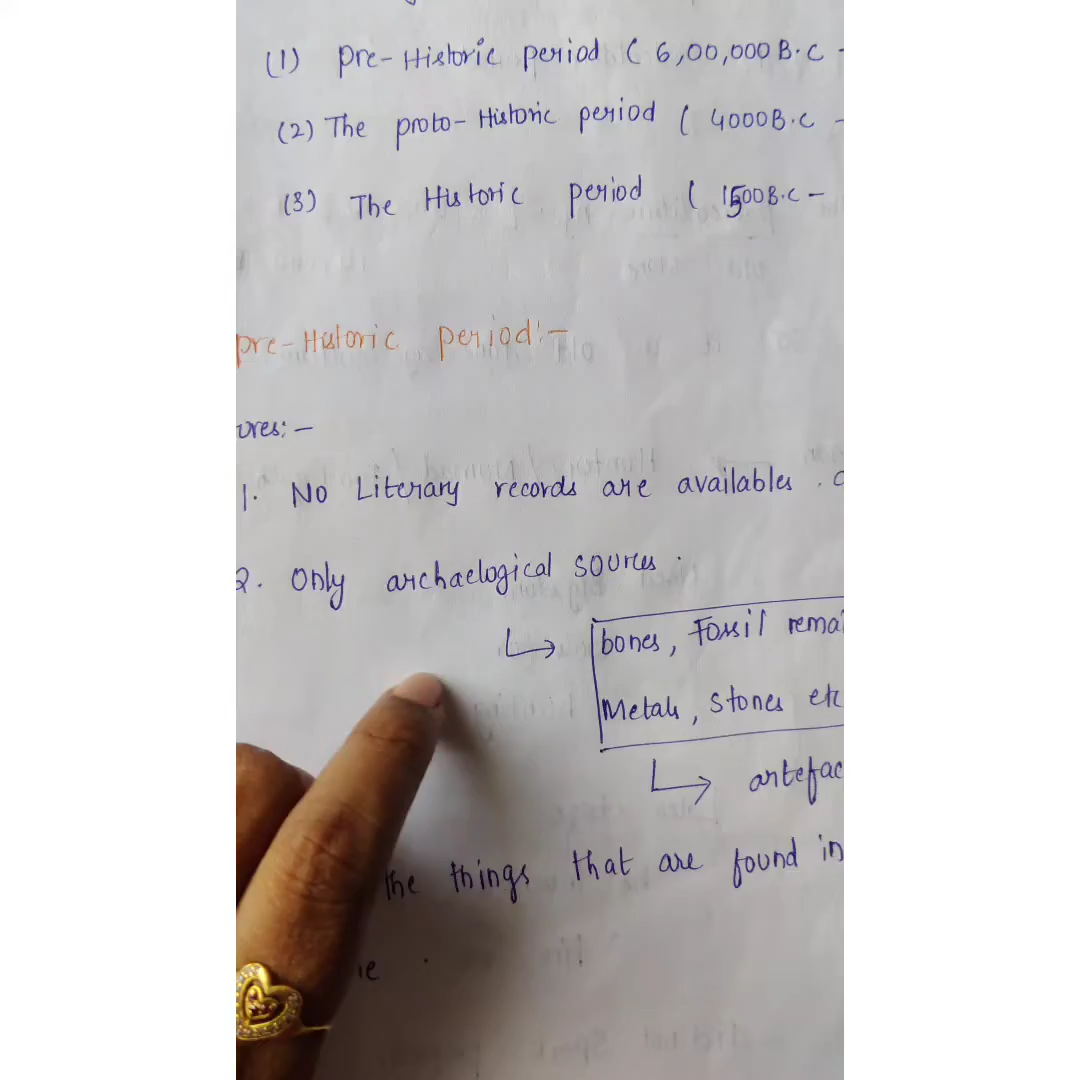 (1) Pre-Historic period ( 6,00,000 B.C -
(2) The proto-Historic period ( 4000 B.C -
(3) The Historic period ( 1500 B.C -
pre-Historic period:-
ures:-
1. No Literary records are availables.
2. Only archaelogical sources.
↳ bones, Fossil remai
Metals, Stones etc
↳ artefac
the things that are found in